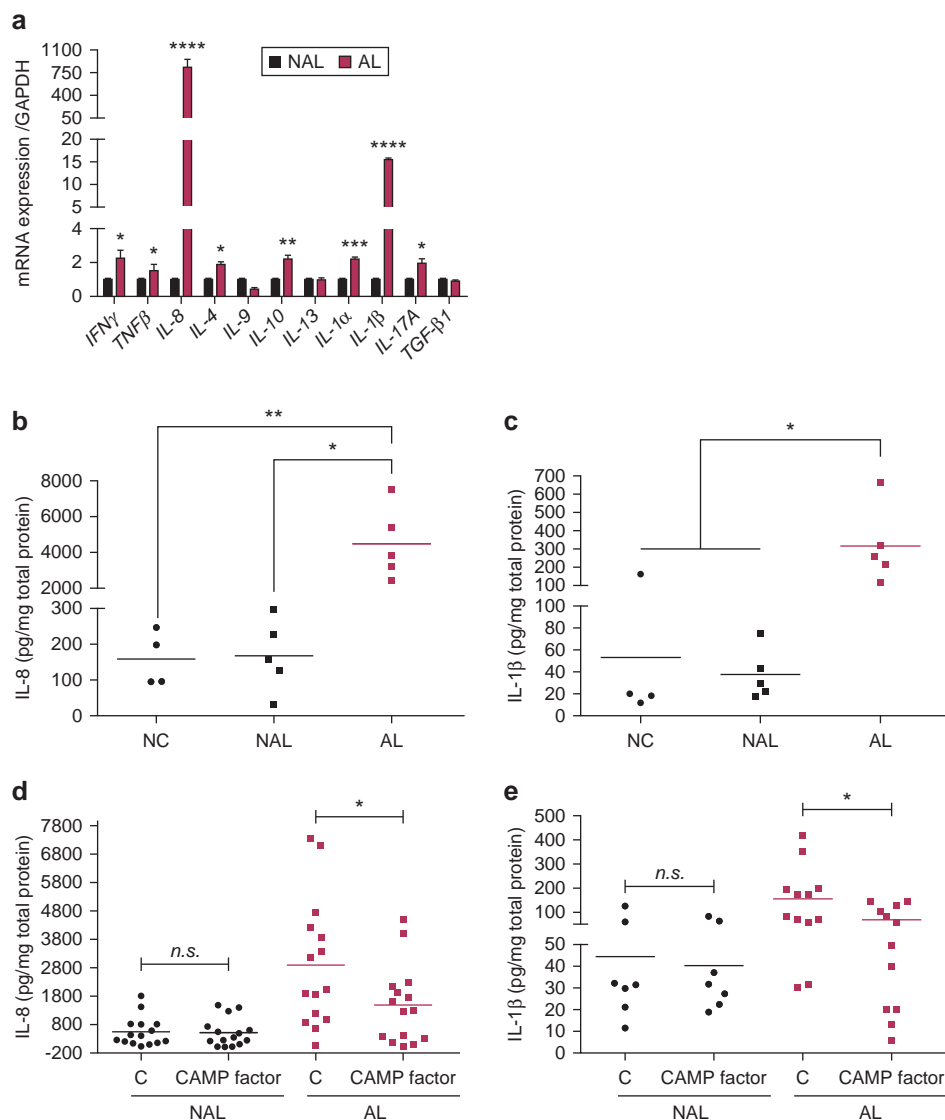 a
mRNA expression /GAPDH
1100
750
400
50
20
15
10
5
4
2
0
NAL AL
* * **** * ** *** **** *
IFNγ TNFβ IL-8 IL-4 IL-9 IL-10 IL-13 IL-1α IL-1β IL-17A TGF-β1
b
IL-8 (pg/mg total protein)
8000
6000
4000
2000
300
200
100
0
**
*
NC NAL AL
c
IL-1β (pg/mg total protein)
700
600
500
400
300
200
100
100
80
60
40
20
0
*
NC NAL AL
d
IL-8 (pg/mg total protein)
7800
6800
5800
4800
3800
2800
1800
800
-200
n.s.
*
C CAMP factor C CAMP factor
NAL AL
e
IL-1β (pg/mg total protein)
500
400
300
200
100
50
40
30
20
10
0
n.s.
*
C CAMP factor C CAMP factor
NAL AL